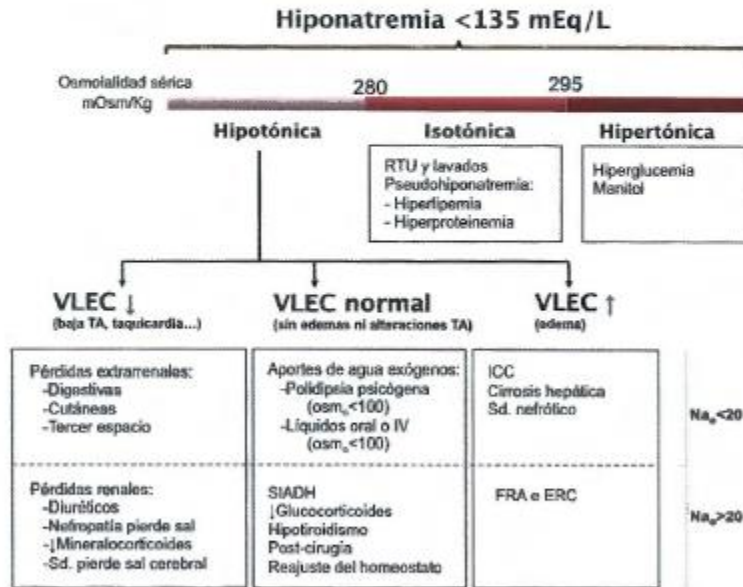 Hiponatremia <135 mEq/L
Osmolalidad sérica
mOsm/Kg
280
295
Hipotónica
Isotónica
Hipertónica
RTU y lavados
Pseudohiponatremia:
- Hiperlipemia
- Hiperproteinemia
Hiperglucemia
Manitol
VLEC ↓
(baja TA, taquicardia...)
VLEC normal
(sin edemas ni alteraciones TA)
VLEC ↑
(edema)
Pérdidas extrarrenales:
-Digestivas
-Cutáneas
-Tercer espacio
Aportes de agua exógenos:
-Polidipsia psicógena
(osmₒ<100)
-Líquidos oral o IV
(osmₒ<100)
ICC
Cirrosis hepática
Sd. nefrótico
Naₒ<20
Pérdidas renales:
-Diuréticos
-Nefropatía pierde sal
-↓Mineralocorticoides
-Sd. pierde sal cerebral
SIADH
↓Glucocorticoides
Hipotiroidismo
Post-cirugía
Reajuste del homeostato
FRA e ERC
Naₒ>20